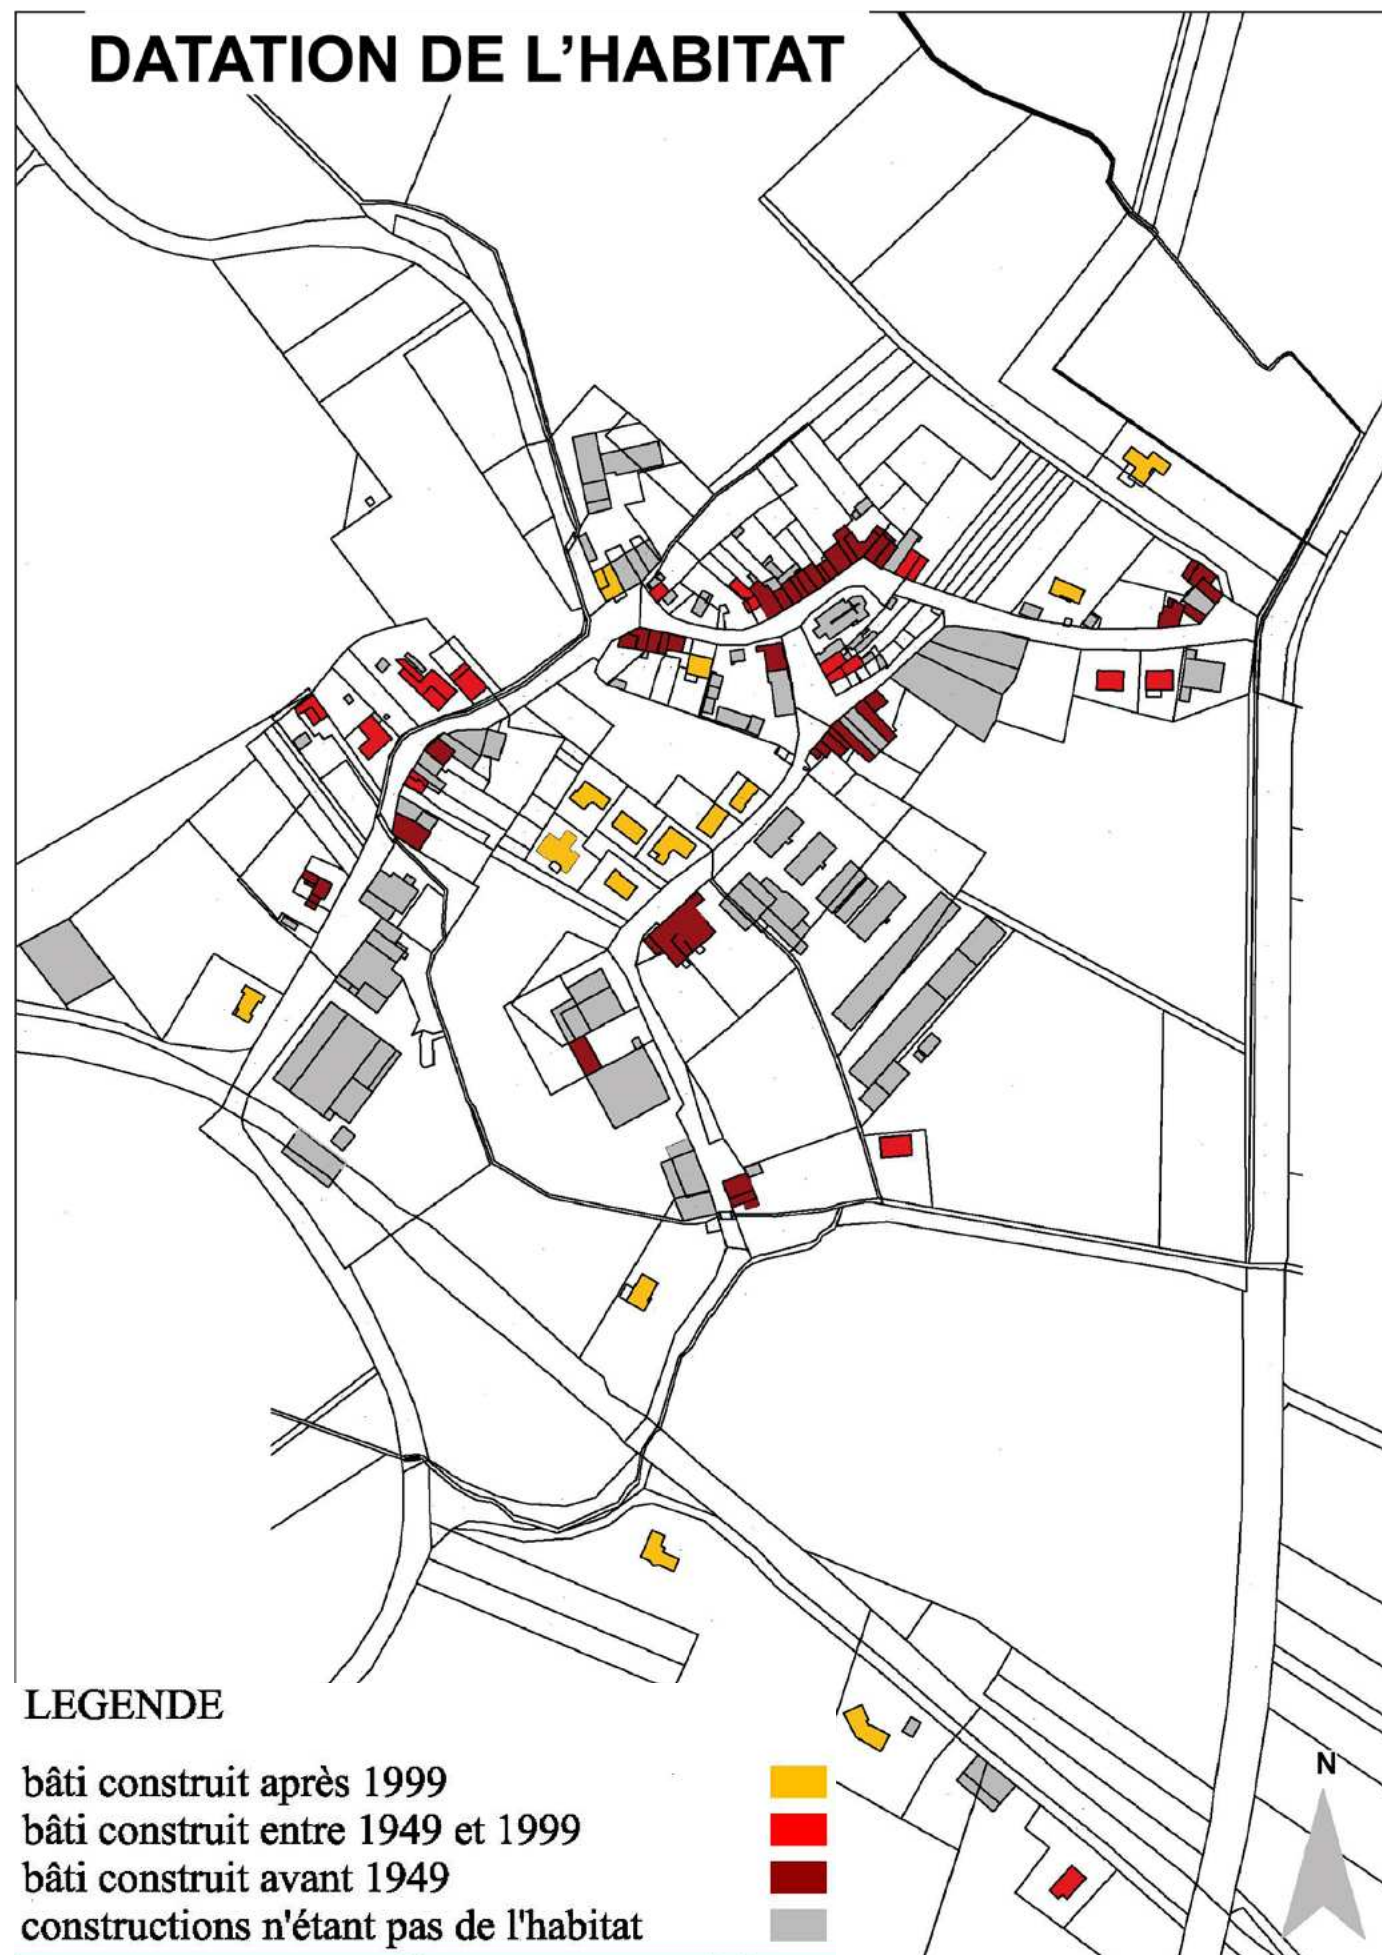 DATATION DE L'HABITAT
LEGENDE
bâti construit après 1999
bâti construit entre 1949 et 1999
bâti construit avant 1949
constructions n'étant pas de l'habitat
N